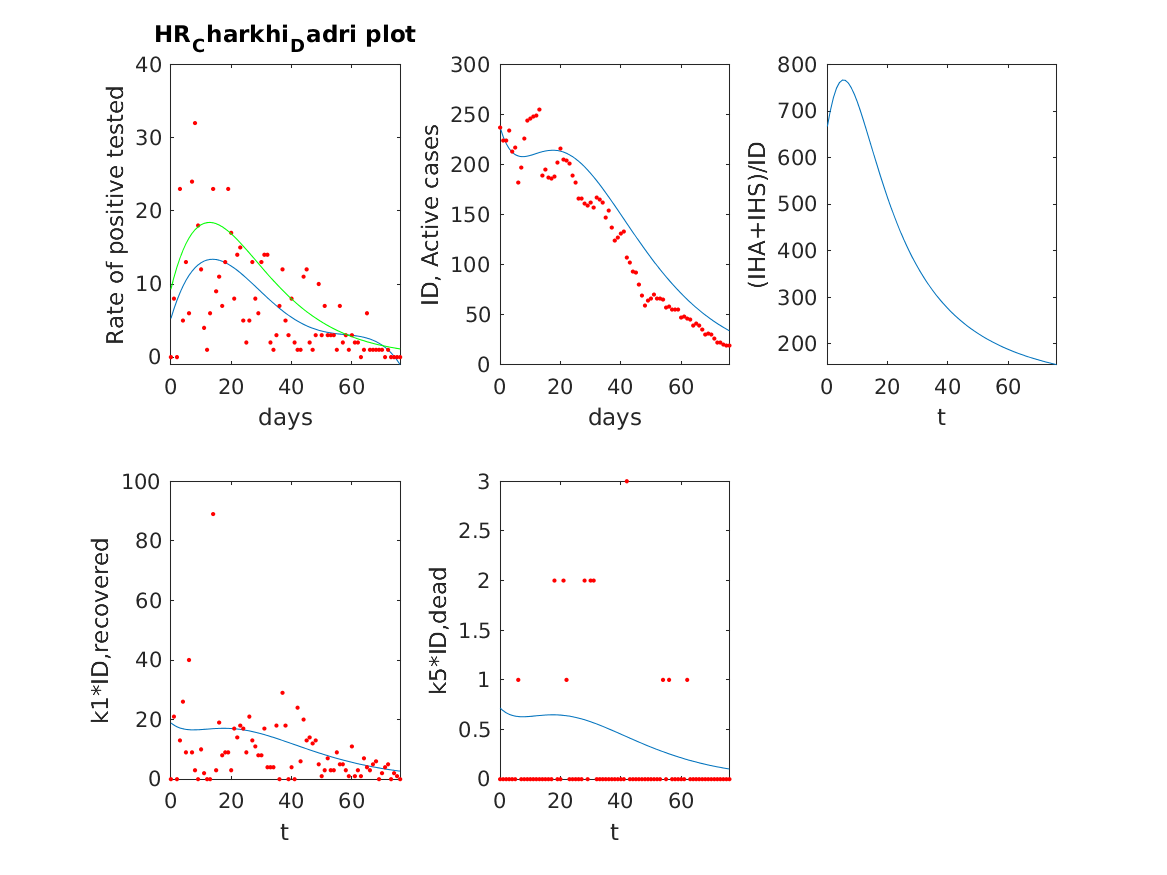 HR_Charkhi_Dadri plot
40
30
20
10
0
0 20 40 60
Rate of positive tested
days
300
250
200
150
100
50
0
0 20 40 60
ID, Active cases
days
800
700
600
500
400
300
200
0 20 40 60
(IHA+IHS)/ID
t
100
80
60
40
20
0
0 20 40 60
k1*ID,recovered
t
3
2.5
2
1.5
1
0.5
0
0 20 40 60
k5*ID,dead
t